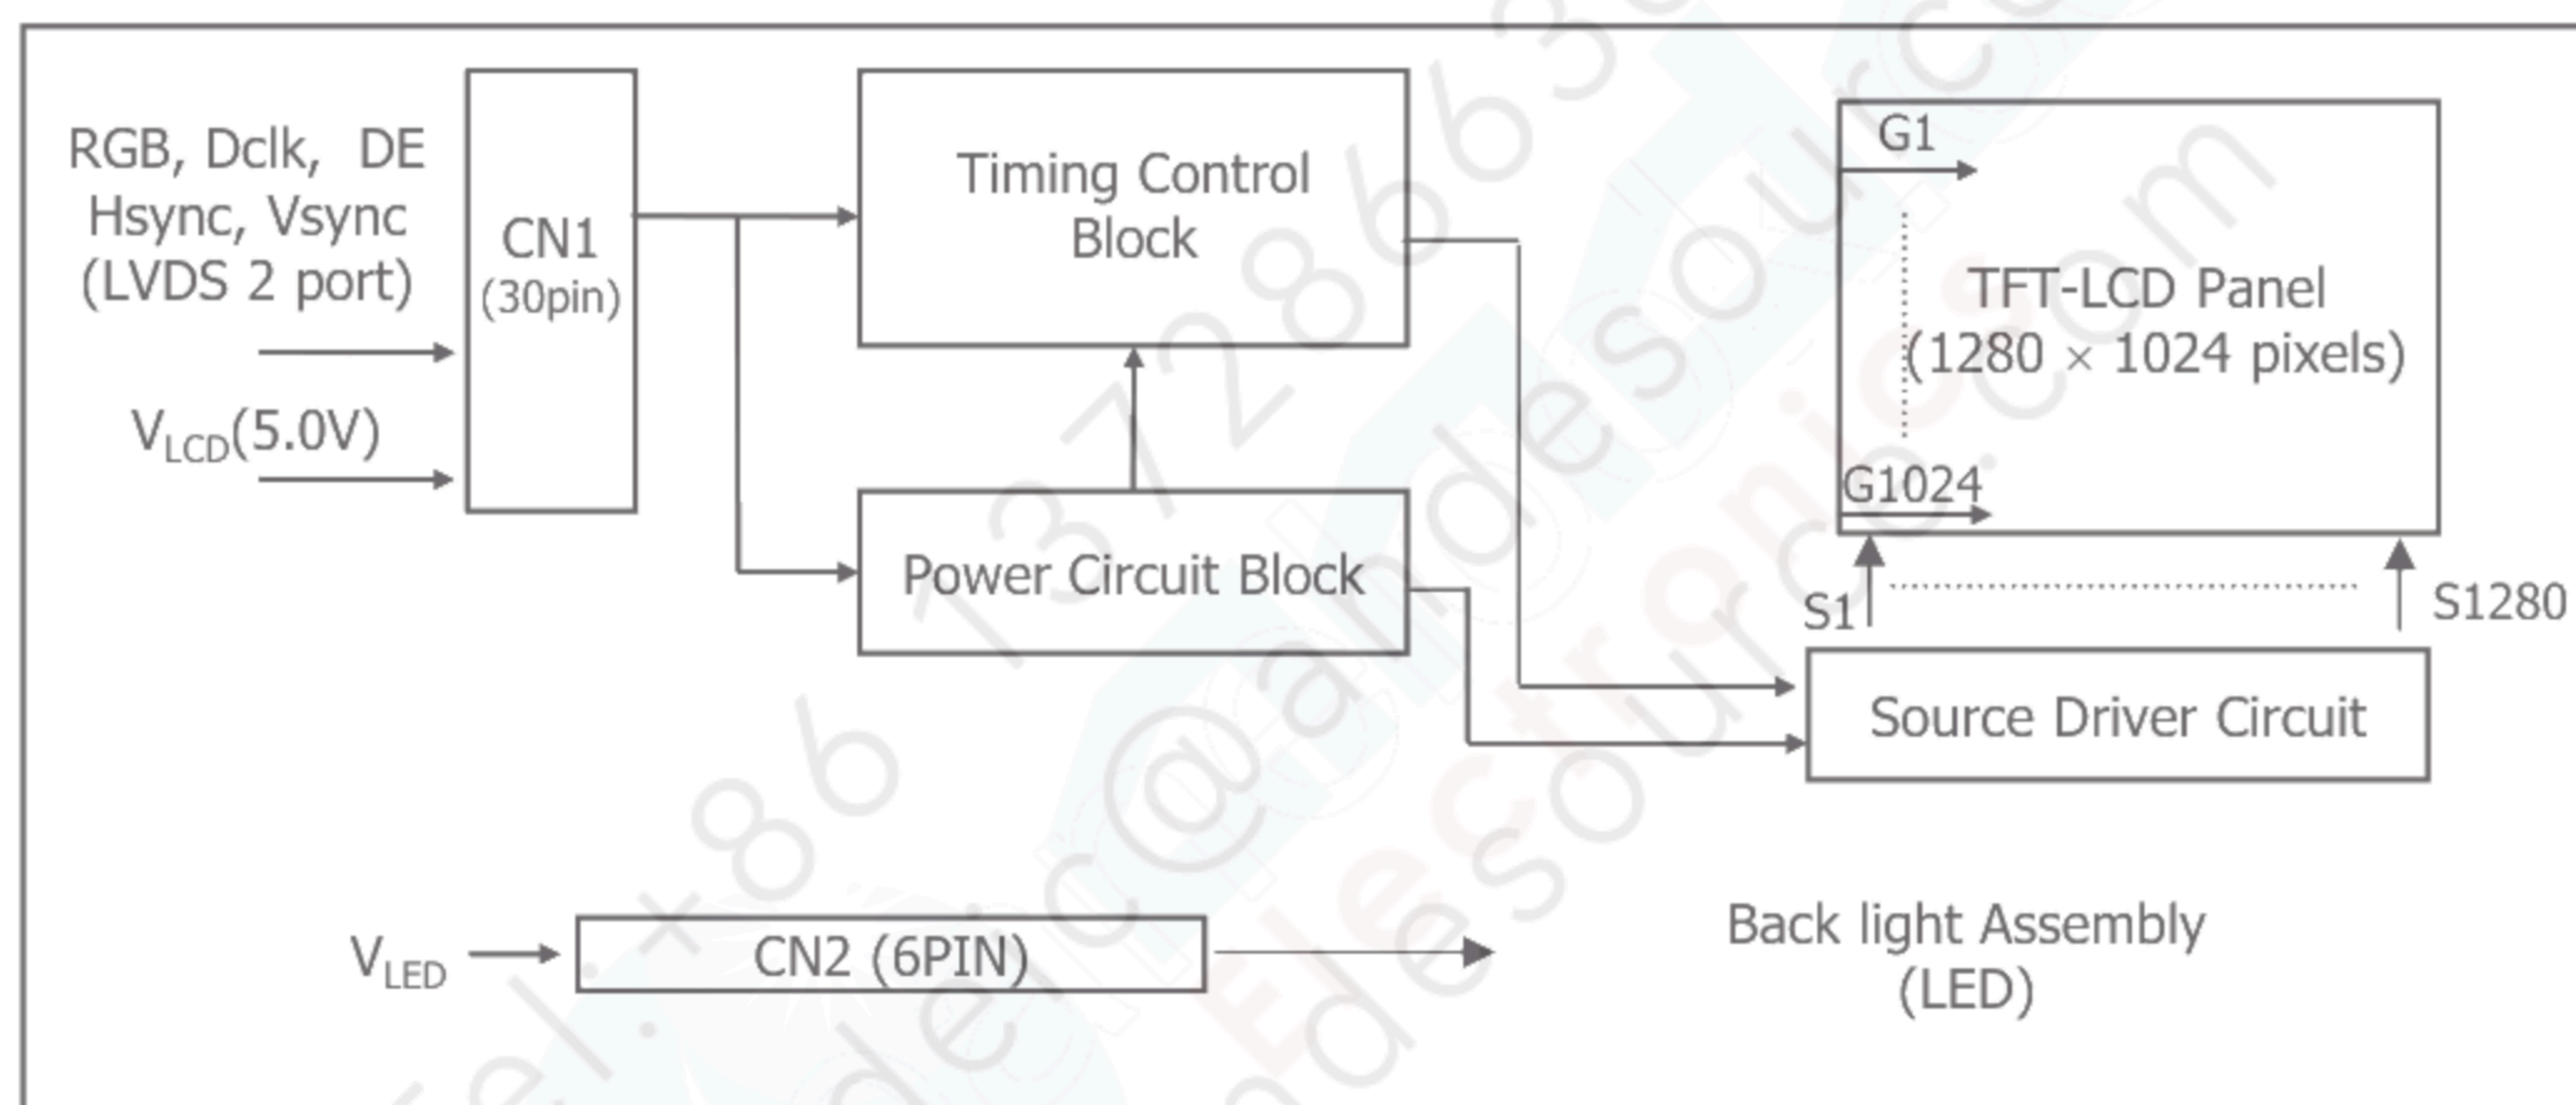 RGB, Dclk, DE
Hsync, Vsync
(LVDS 2 port)
VLCD(5.0V)
CN1
(30pin)
Timing Control
Block
Power Circuit Block
G1
TFT-LCD Panel
(1280 × 1024 pixels)
G1024
S1
S1280
Source Driver Circuit
VLED
CN2 (6PIN)
Back light Assembly
(LED)